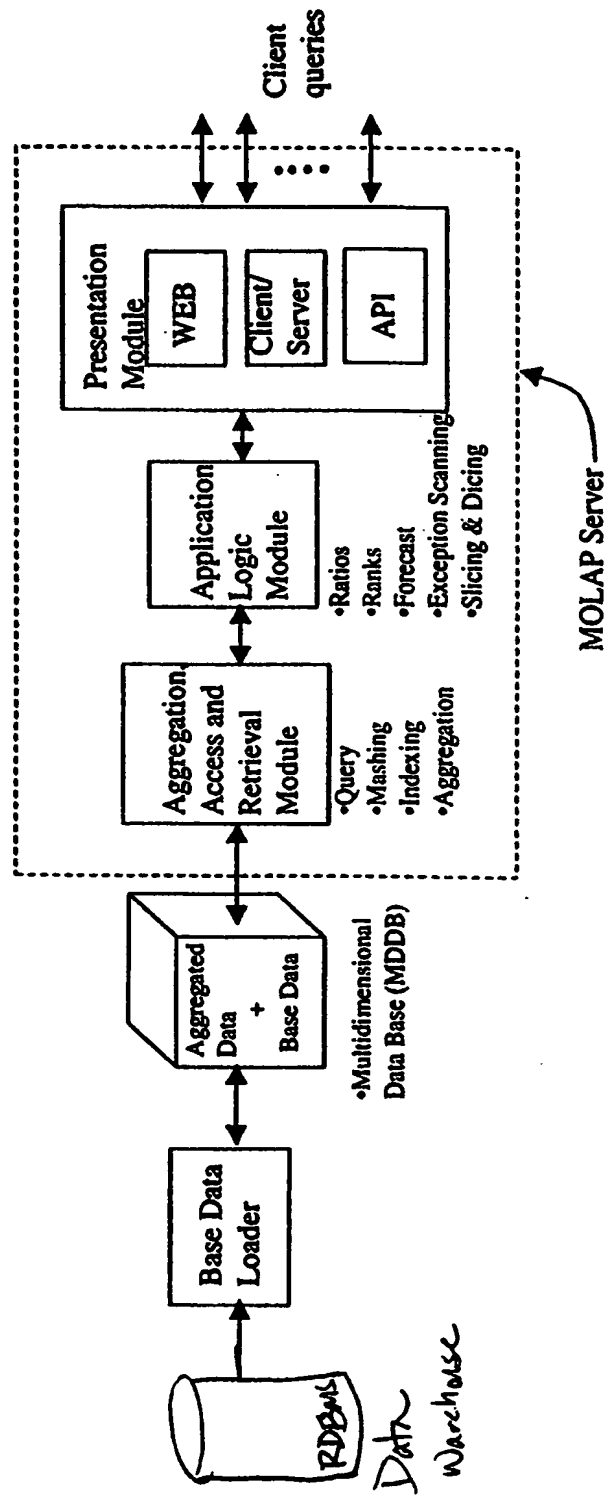 RDBMS
Data
Warehouse
Base Data
Loader
Aggregated
Data
+
Base Data
•Multidimensional
Data Base (MDDB)
Aggregation,
Access and
Retrieval
Module
•Query
•Mashing
•Indexing
•Aggregation
Application
Logic
Module
•Ratios
•Ranks
•Forecast
•Exception Scanning
•Slicing & Dicing
Presentation
Module
WEB
Client/
Server
API
Client
queries
MOLAP Server